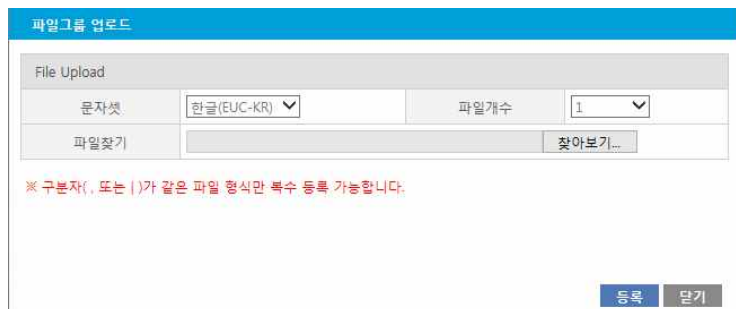 파일그룹 업로드
File Upload
문자셋 한글(EUC-KR) 파일개수 1
파일찾기 찾아보기...
※ 구분자( , 또는 | )가 같은 파일 형식만 복수 등록 가능합니다.
등록 닫기